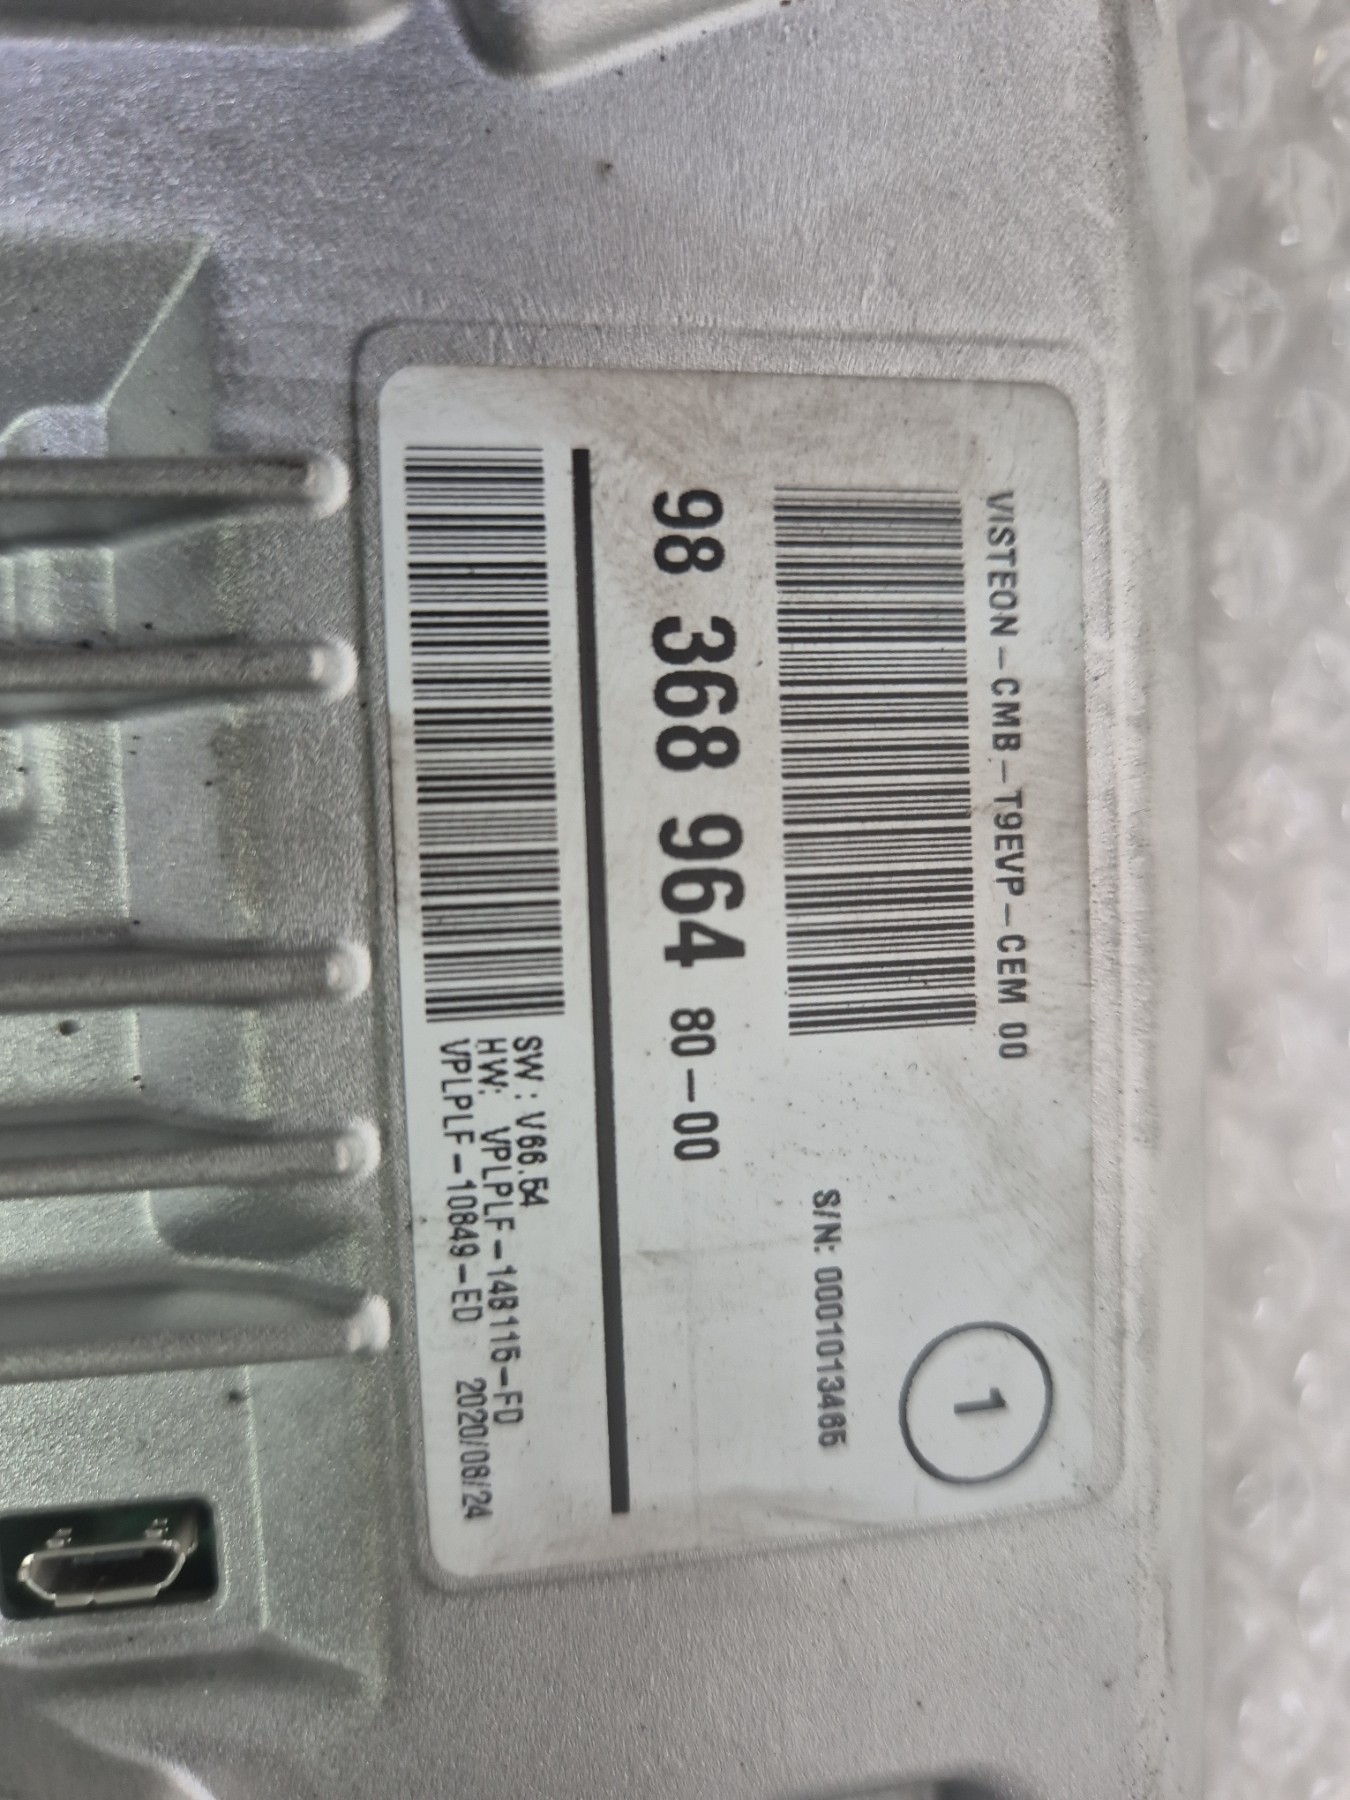 VISTEON-CMB-T9EVP-CEM 00
1
S/N: 0001013465
98 368 964 80-00
SW : V66.54
HW: VPLPLF-14B115-FD
VPLPLF-10849-ED 2020/08/24